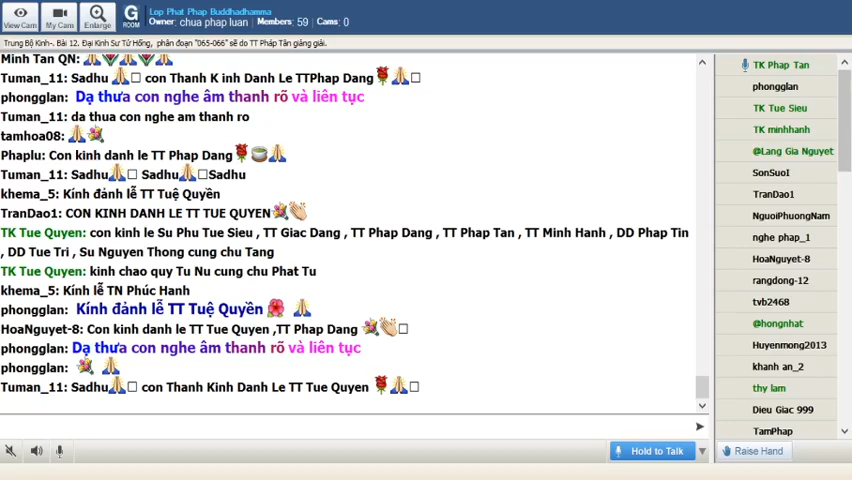 View Cam
My Cam
Enlarge
G
ROOM
Lop Phat Phap Buddhadhamma
Owner: chua phap luan Members: 59 Cams: 0
Trung Bộ Kinh-. Bài 12. Đại Kinh Sư Tử Hống, phân đoạn "065-066" sẽ do TT Pháp Tân giảng giải.
Minh Tan QN:
Tuman_11: Sadhu con Thanh K inh Danh Le TTPhap Dang
phongglan: Dạ thưa con nghe âm thanh rõ và liên tục
Tuman_11: da thua con nghe am thanh ro
tamhoa08:
Phaplu: Con kinh danh le TT Phap Dang
Tuman_11: Sadhu Sadhu Sadhu
khema_5: Kính đảnh lễ TT Tuệ Quyền
TranDao1: CON KINH DANH LE TT TUE QUYEN
TK Tue Quyen: con kinh le Su Phu Tue Sieu , TT Giac Dang , TT Phap Dang , TT Phap Tan , TT Minh Hanh , DD Phap Tin
, DD Tue Tri , Su Nguyen Thong cung chu Tang
TK Tue Quyen: kinh chao quy Tu Nu cung chu Phat Tu
khema_5: Kính lễ TN Phúc Hanh
phongglan: Kính đảnh lễ TT Tuệ Quyền
HoaNguyet-8: Con kinh danh le TT Tue Quyen ,TT Phap Dang
phongglan: Dạ thưa con nghe âm thanh rõ và liên tục
phongglan:
Tuman_11: Sadhu con Thanh Kinh Danh Le TT Tue Quyen
Hold to Talk
TK Phap Tan
phongglan
TK Tue Sieu
TK minhhanh
@Lang Gia Nguyet
SonSuoI
TranDao1
NguoiPhuongNam
nghe phap_1
HoaNguyet-8
rangdong-12
tvb2468
@hongnhat
Huyenmong2013
khanh an_2
thy lam
Dieu Giac 999
TamPhap
Raise Hand